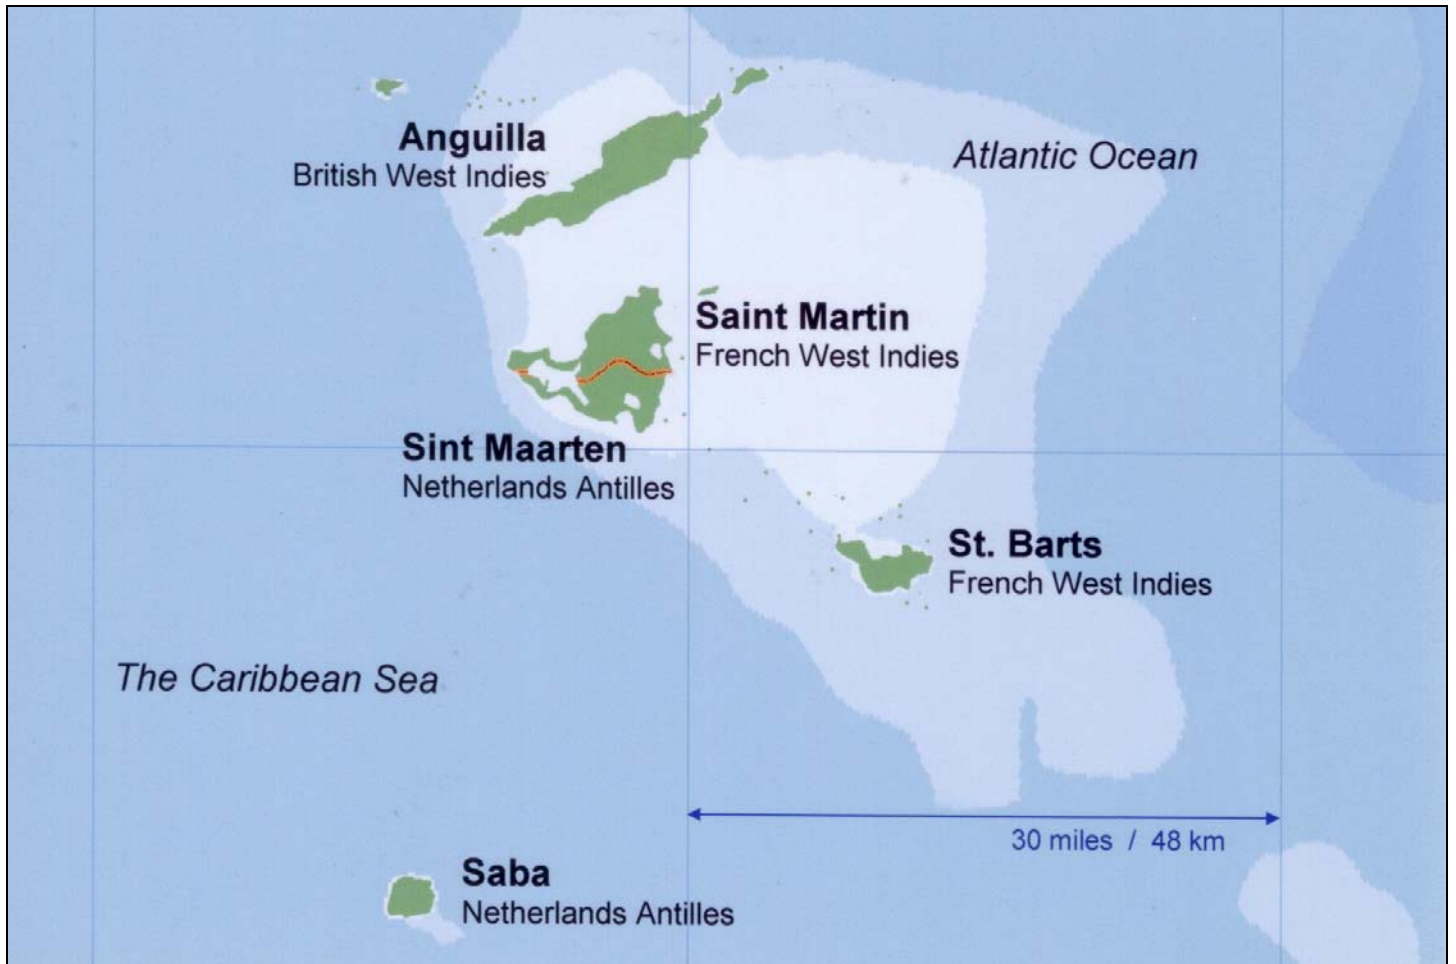 Anguilla
British West Indies
Atlantic Ocean
Saint Martin
French West Indies
Sint Maarten
Netherlands Antilles
St. Barts
French West Indies
The Caribbean Sea
30 miles / 48 km
Saba
Netherlands Antilles